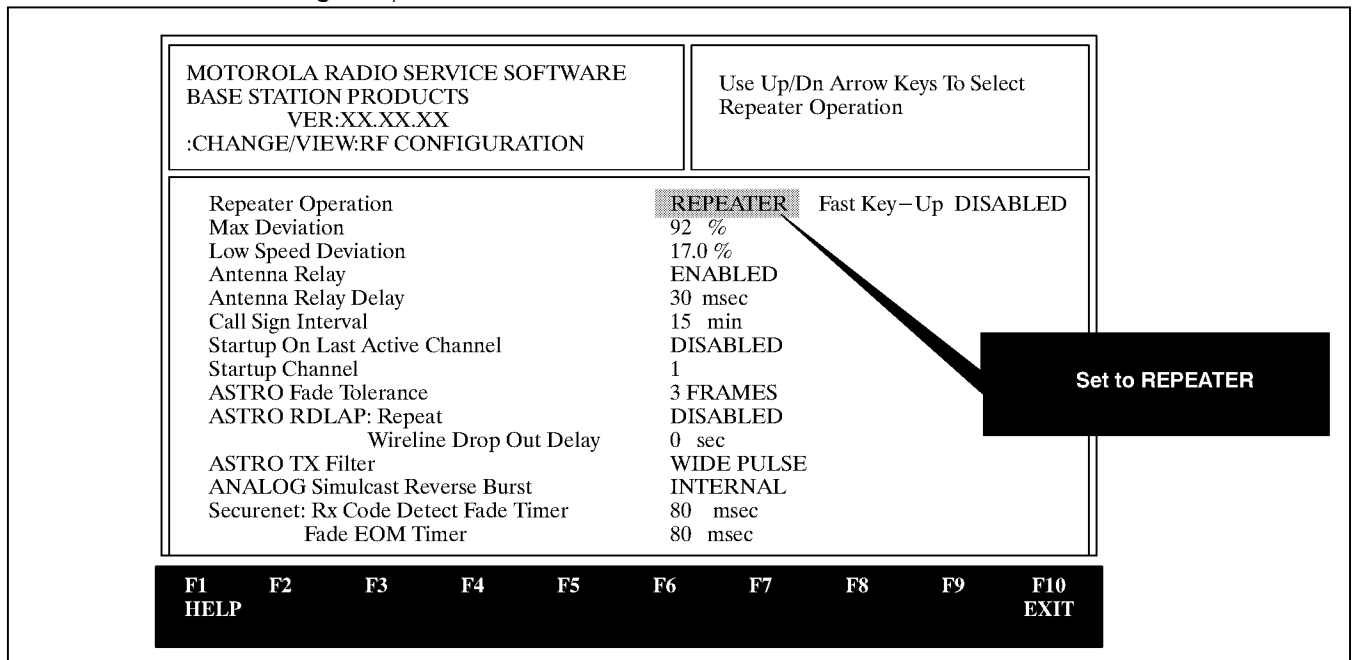 MOTOROLA RADIO SERVICE SOFTWARE
BASE STATION PRODUCTS
VER:XX.XX.XX
:CHANGE/VIEW:RF CONFIGURATION
Use Up/Dn Arrow Keys To Select
Repeater Operation
Repeater Operation REPEATER Fast Key–Up DISABLED
Max Deviation 92 %
Low Speed Deviation 17.0 %
Antenna Relay ENABLED
Antenna Relay Delay 30 msec
Call Sign Interval 15 min
Startup On Last Active Channel DISABLED
Startup Channel 1
ASTRO Fade Tolerance 3 FRAMES
ASTRO RDLAP: Repeat DISABLED
Wireline Drop Out Delay 0 sec
ASTRO TX Filter WIDE PULSE
ANALOG Simulcast Reverse Burst INTERNAL
Securenet: Rx Code Detect Fade Timer 80 msec
Fade EOM Timer 80 msec
Set to REPEATER
F1 F2 F3 F4 F5 F6 F7 F8 F9 F10
HELP EXIT